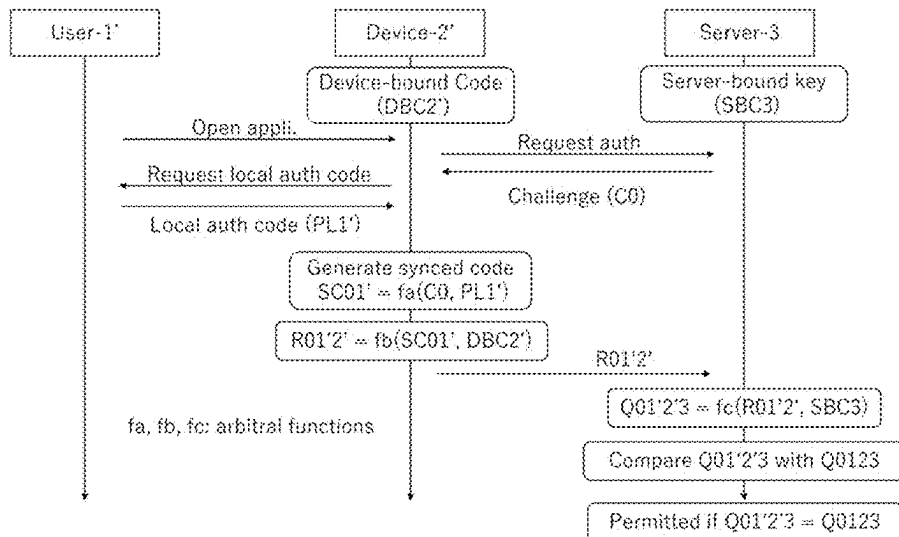 User-1'
Device-2'
Server-3
Device-bound Code
(DBC2')
Server-bound key
(SBC3)
Open appli.
Request auth
Request local auth code
Challenge (C0)
Local auth code (PL1')
Generate synced code
SC01' = fa(C0, PL1')
R01'2' = fb(SC01', DBC2')
R01'2'
Q01'2'3 = fc(R01'2', SBC3)
fa, fb, fc: arbitral functions
Compare Q01'2'3 with Q0123
Permitted if Q01'2'3 = Q0123